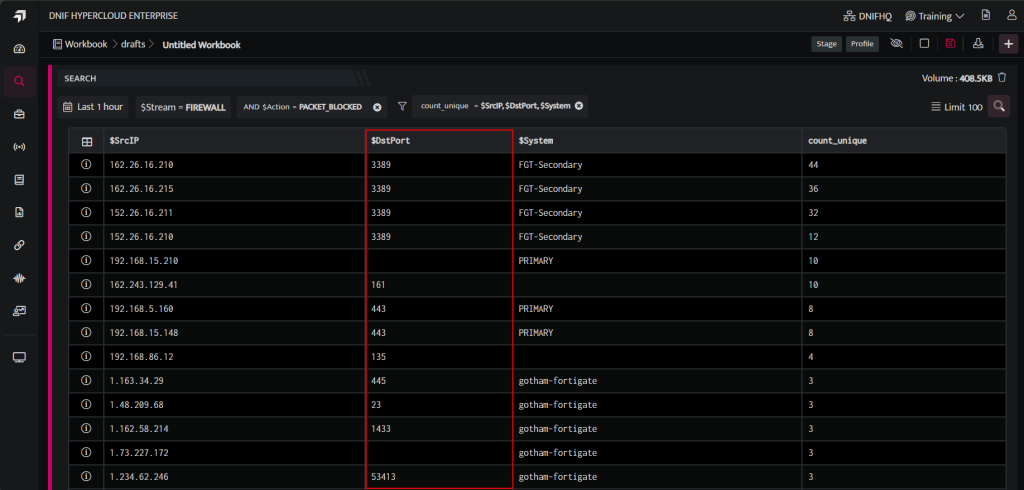 DNIF HYPERCLOUD ENTERPRISE DNIFHQ Training
Workbook > drafts > Untitled Workbook Stage Profile
SEARCH Volume : 408.5KB
Last 1 hour $Stream = FIREWALL AND $Action = PACKET_BLOCKED count_unique = $SrcIP, $DstPort, $System Limit 100
$SrcIP $DstPort $System count_unique
162.26.16.210 3389 FGT-Secondary 44
162.26.16.215 3389 FGT-Secondary 36
152.26.16.211 3389 FGT-Secondary 32
152.26.16.210 3389 FGT-Secondary 12
192.168.15.210 PRIMARY 10
162.243.129.41 161 10
192.168.5.160 443 PRIMARY 8
192.168.15.148 443 PRIMARY 8
192.168.86.12 135 4
1.163.34.29 445 gotham-fortigate 3
1.48.209.68 23 gotham-fortigate 3
1.162.58.214 1433 gotham-fortigate 3
1.73.227.172 gotham-fortigate 3
1.234.62.246 53413 gotham-fortigate 3